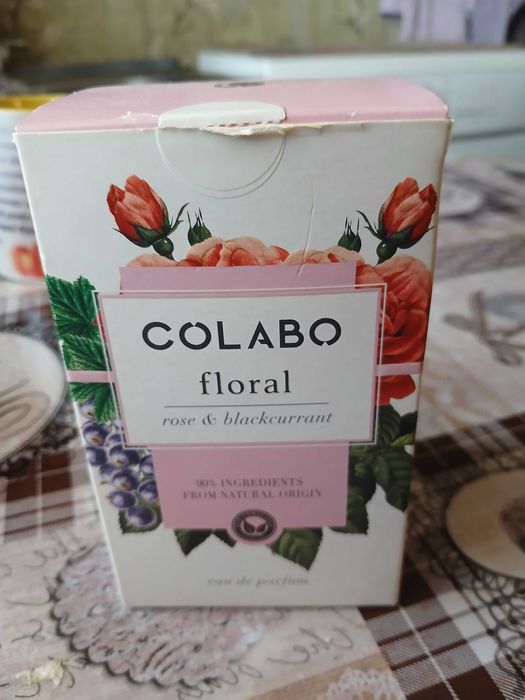 COLABO
floral
rose & blackcurrant
90% INGREDIENTS
FROM NATURAL ORIGIN
eau de parfum